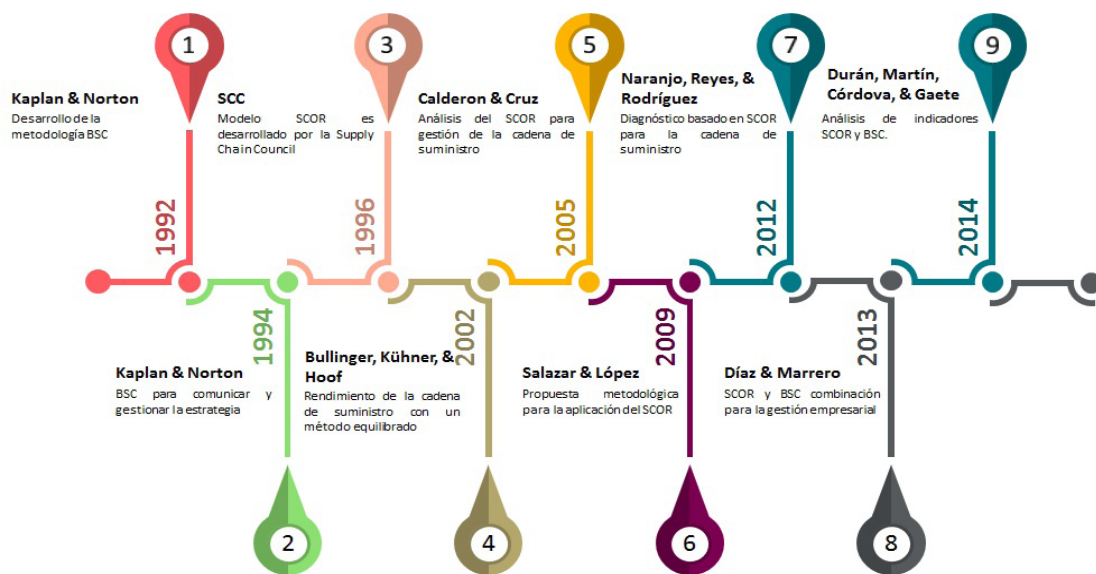 1
Kaplan & Norton
Desarrollo de la
metodología BSC
1992
2
Kaplan & Norton
BSC para comunicar y
gestionar la estrategia
1994
3
SCC
Modelo SCOR es
desarrollado por la Supply
Chain Council
1996
4
Bullinger, Kühner, &
Hoof
Rendimiento de la cadena
de suministro con un
método equilibrado
2002
5
Calderon & Cruz
Análisis del SCOR para
gestión de la cadena de
suministro
2005
6
Salazar & López
Propuesta metodológica
para la aplicación del SCOR
2009
7
Naranjo, Reyes, &
Rodríguez
Diagnóstico basado en SCOR
para la cadena de
suministro
2012
8
Díaz & Marrero
SCOR y BSC combinación
para la gestión empresarial
2013
9
Durán, Martín,
Córdova, & Gaete
Análisis de indicadores
SCOR y BSC.
2014